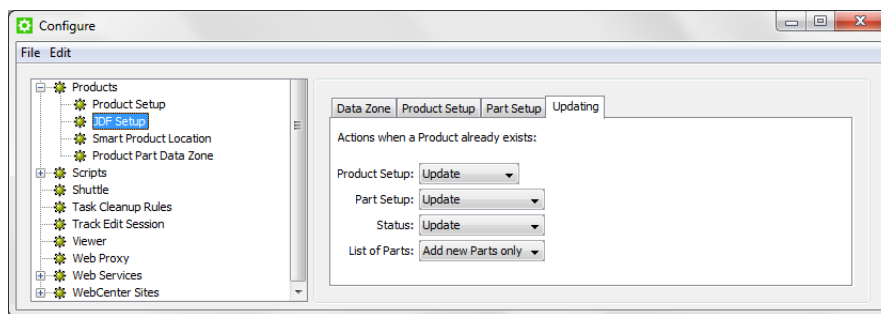 Configure
File Edit
Products
Product Setup
JDF Setup
Smart Product Location
Product Part Data Zone
Scripts
Shuttle
Task Cleanup Rules
Track Edit Session
Viewer
Web Proxy
Web Services
WebCenter Sites
Data Zone Product Setup Part Setup Updating
Actions when a Product already exists:
Product Setup: Update
Part Setup: Update
Status: Update
List of Parts: Add new Parts only